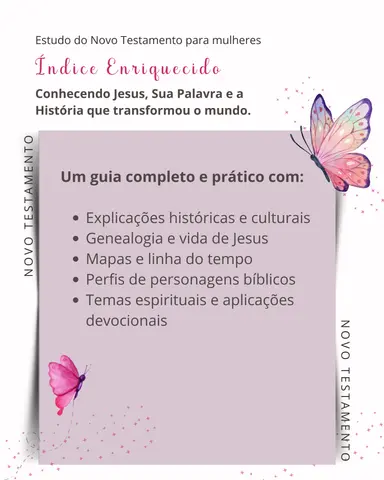 Estudo do Novo Testamento para mulheres
Índice Enriquecido
Conhecendo Jesus, Sua Palavra e a
História que transformou o mundo.
NOVO TESTAMENTO
Um guia completo e prático com:
• Explicações históricas e culturais
• Genealogia e vida de Jesus
• Mapas e linha do tempo
• Perfis de personagens bíblicos
• Temas espirituais e aplicações
devocionais
NOVO TESTAMENTO